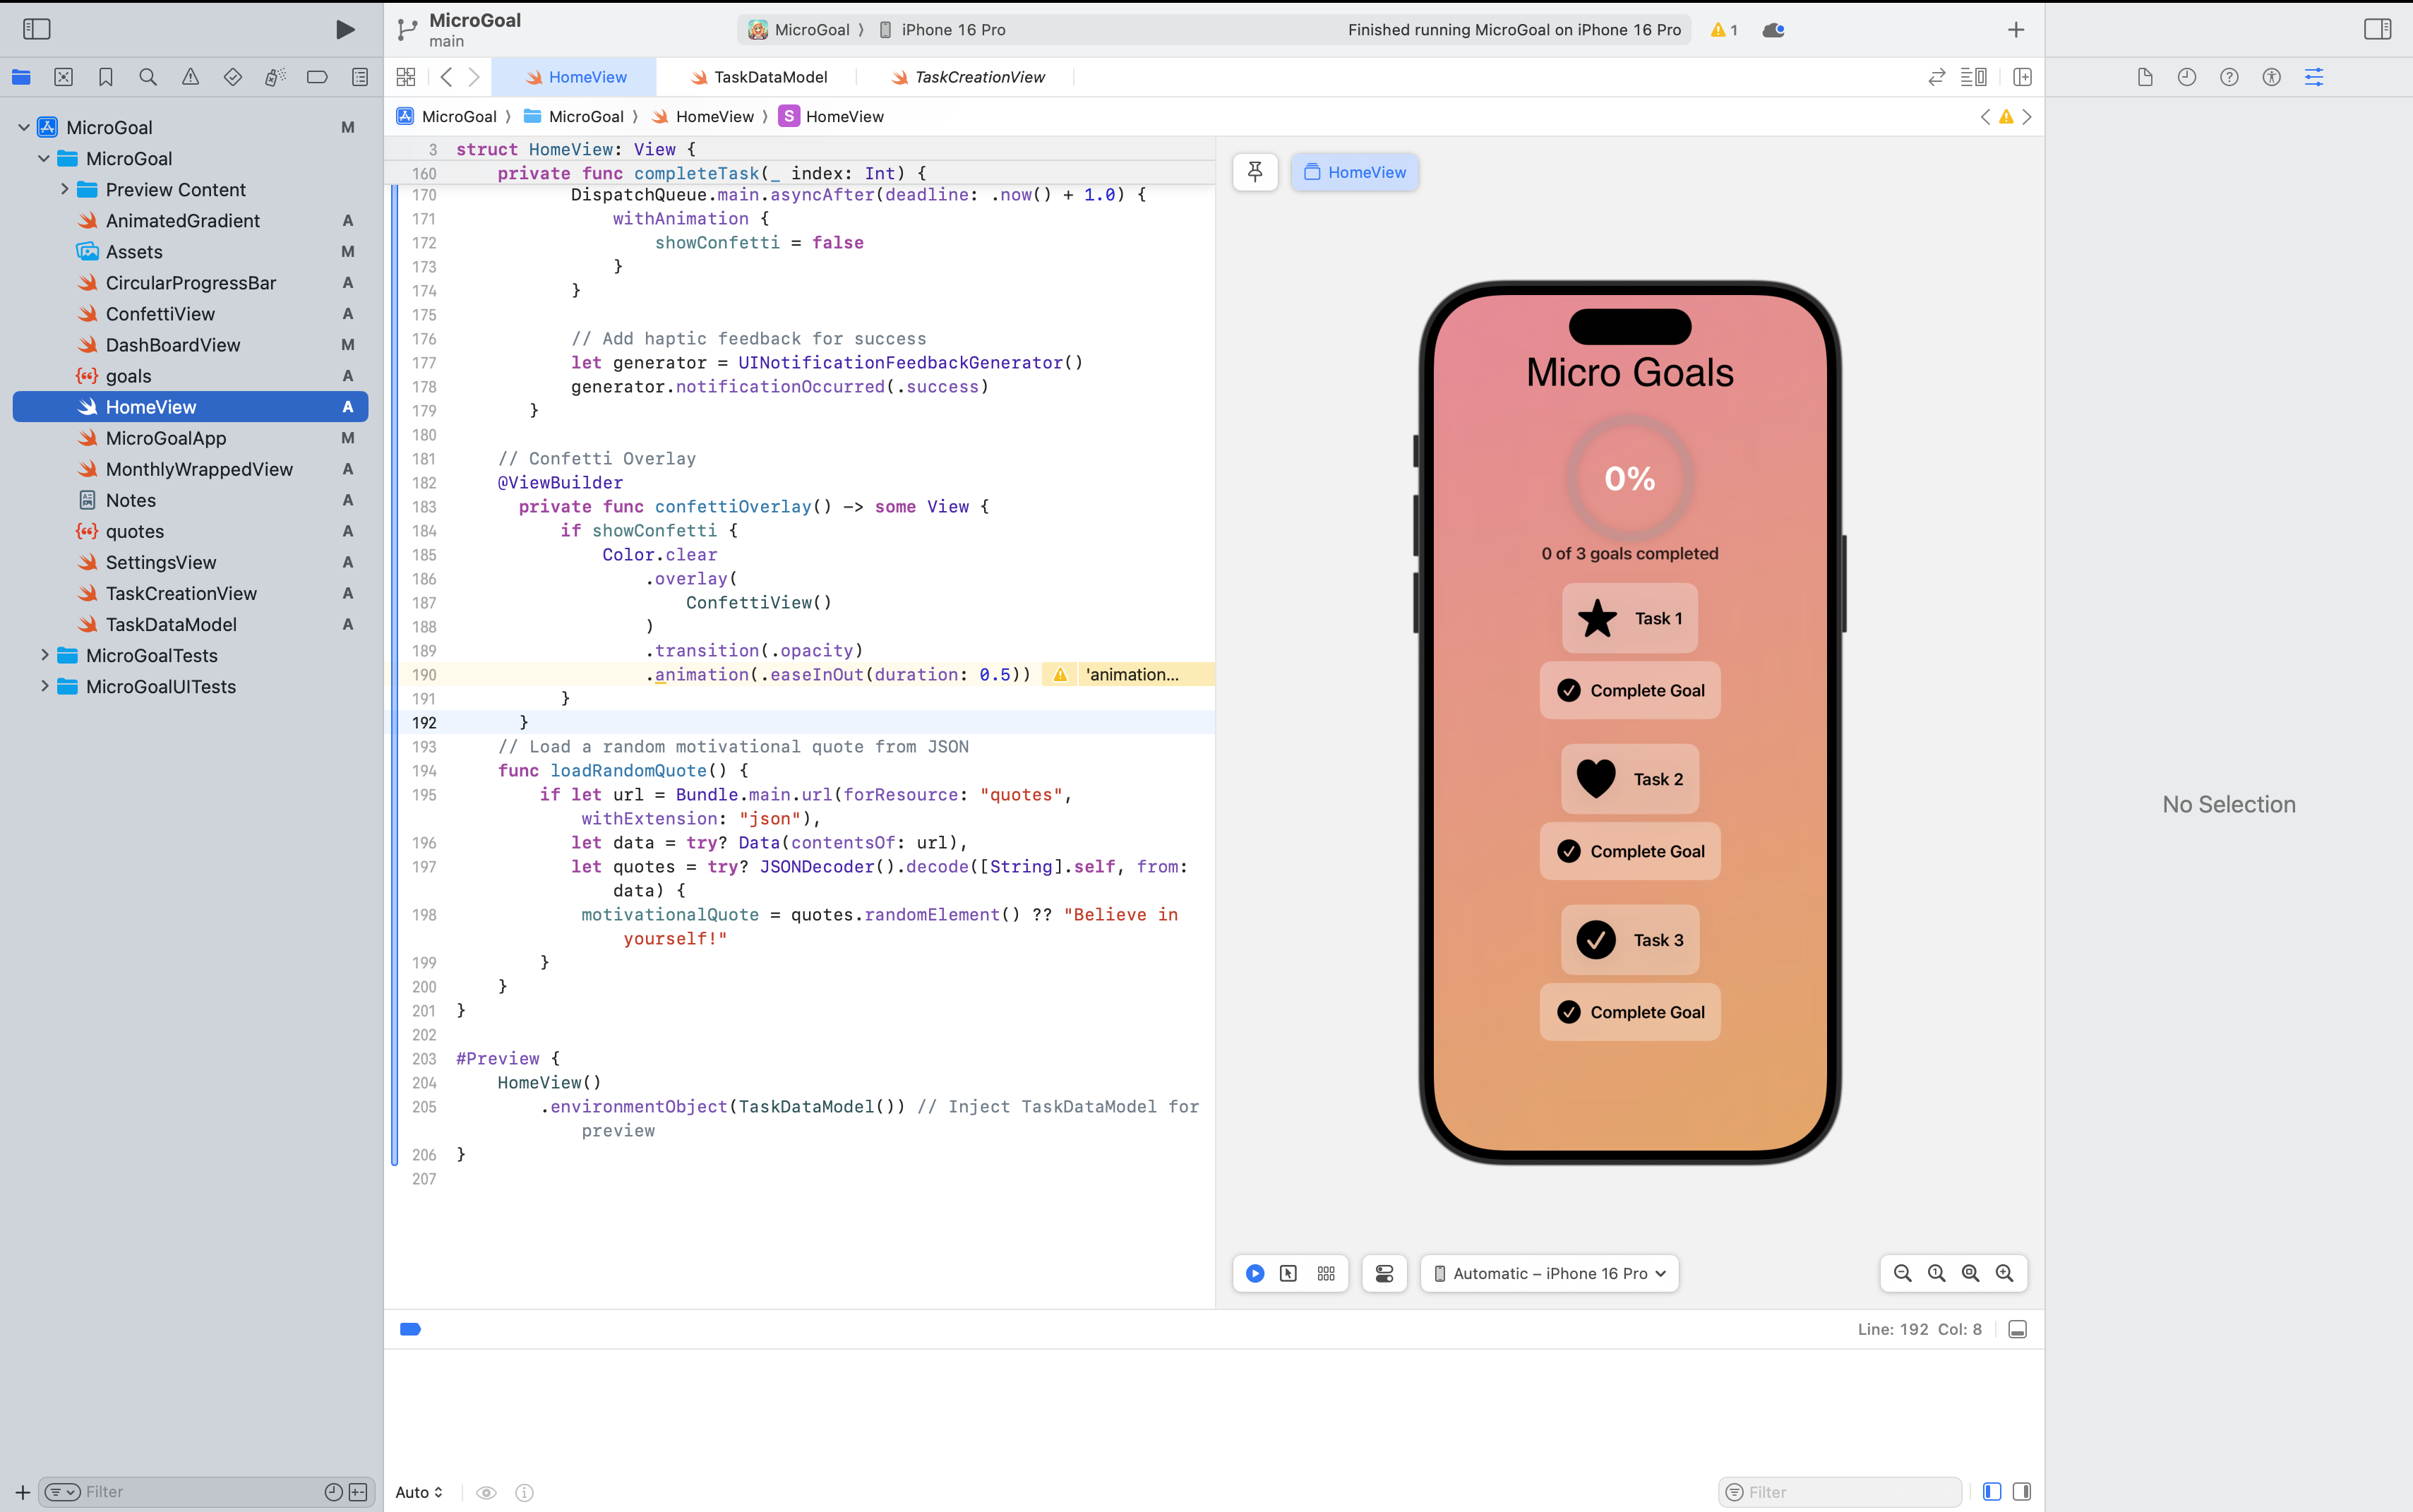 MicroGoal
main
MicroGoal 〉 iPhone 16 Pro
Finished running MicroGoal on iPhone 16 Pro
1
HomeView
TaskDataModel
TaskCreationView
MicroGoal 〉 MicroGoal 〉 HomeView 〉 S HomeView
MicroGoal M
MicroGoal
Preview Content
AnimatedGradient A
Assets M
CircularProgressBar A
ConfettiView A
DashBoardView M
goals A
HomeView A
MicroGoalApp M
MonthlyWrappedView A
Notes A
quotes A
SettingsView A
TaskCreationView A
TaskDataModel A
MicroGoalTests
MicroGoalUITests
Filter
3 struct HomeView: View {
160 private func completeTask(_ index: Int) {
170 DispatchQueue.main.asyncAfter(deadline: .now() + 1.0) {
171 withAnimation {
172 showConfetti = false
173 }
174 }
175
176 // Add haptic feedback for success
177 let generator = UINotificationFeedbackGenerator()
178 generator.notificationOccurred(.success)
179 }
180
181 // Confetti Overlay
182 @ViewBuilder
183 private func confettiOverlay() -> some View {
184 if showConfetti {
185 Color.clear
186 .overlay(
187 ConfettiView()
188 )
189 .transition(.opacity)
190 .animation(.easeInOut(duration: 0.5)) 'animation...
191 }
192 }
193 // Load a random motivational quote from JSON
194 func loadRandomQuote() {
195 if let url = Bundle.main.url(forResource: "quotes",
withExtension: "json"),
196 let data = try? Data(contentsOf: url),
197 let quotes = try? JSONDecoder().decode([String].self, from:
data) {
198 motivationalQuote = quotes.randomElement() ?? "Believe in
yourself!"
199 }
200 }
201 }
202
203 #Preview {
204 HomeView()
205 .environmentObject(TaskDataModel()) // Inject TaskDataModel for
preview
206 }
207
HomeView
Micro Goals
0%
0 of 3 goals completed
Task 1
Complete Goal
Task 2
Complete Goal
Task 3
Complete Goal
Automatic – iPhone 16 Pro
No Selection
Line: 192 Col: 8
Auto
Filter